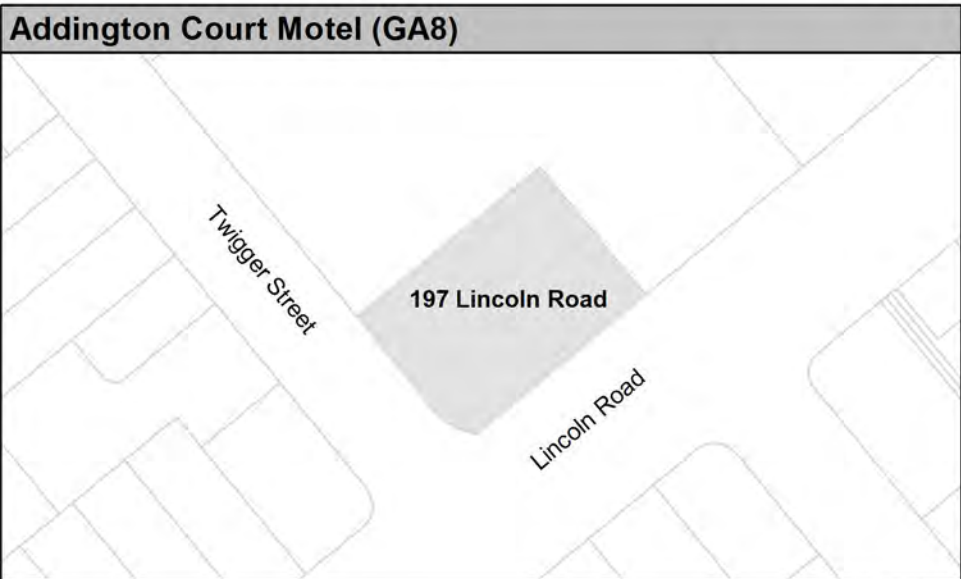 Addington Court Motel (GA8)
Twigger Street
197 Lincoln Road
Lincoln Road